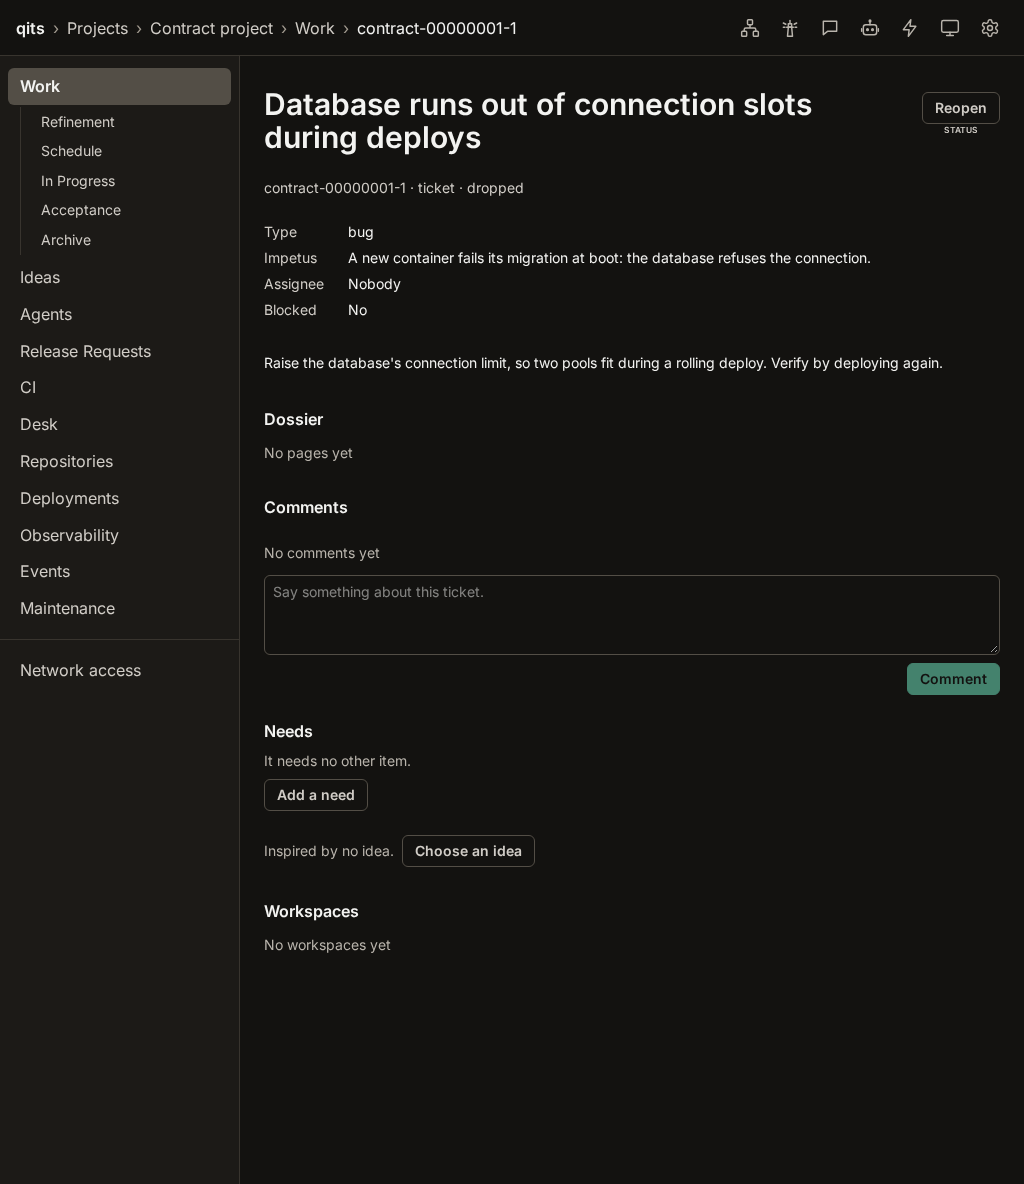 qits › Projects › Contract project › Work › contract-00000001-1
Work
Refinement
Schedule
In Progress
Acceptance
Archive
Ideas
Agents
Release Requests
CI
Desk
Repositories
Deployments
Observability
Events
Maintenance
Network access
Database runs out of connection slots
during deploys
Reopen
STATUS
contract-00000001-1 · ticket · dropped
Type bug
Impetus A new container fails its migration at boot: the database refuses the connection.
Assignee Nobody
Blocked No
Raise the database's connection limit, so two pools fit during a rolling deploy. Verify by deploying again.
Dossier
No pages yet
Comments
No comments yet
Say something about this ticket.
Comment
Needs
It needs no other item.
Add a need
Inspired by no idea. Choose an idea
Workspaces
No workspaces yet